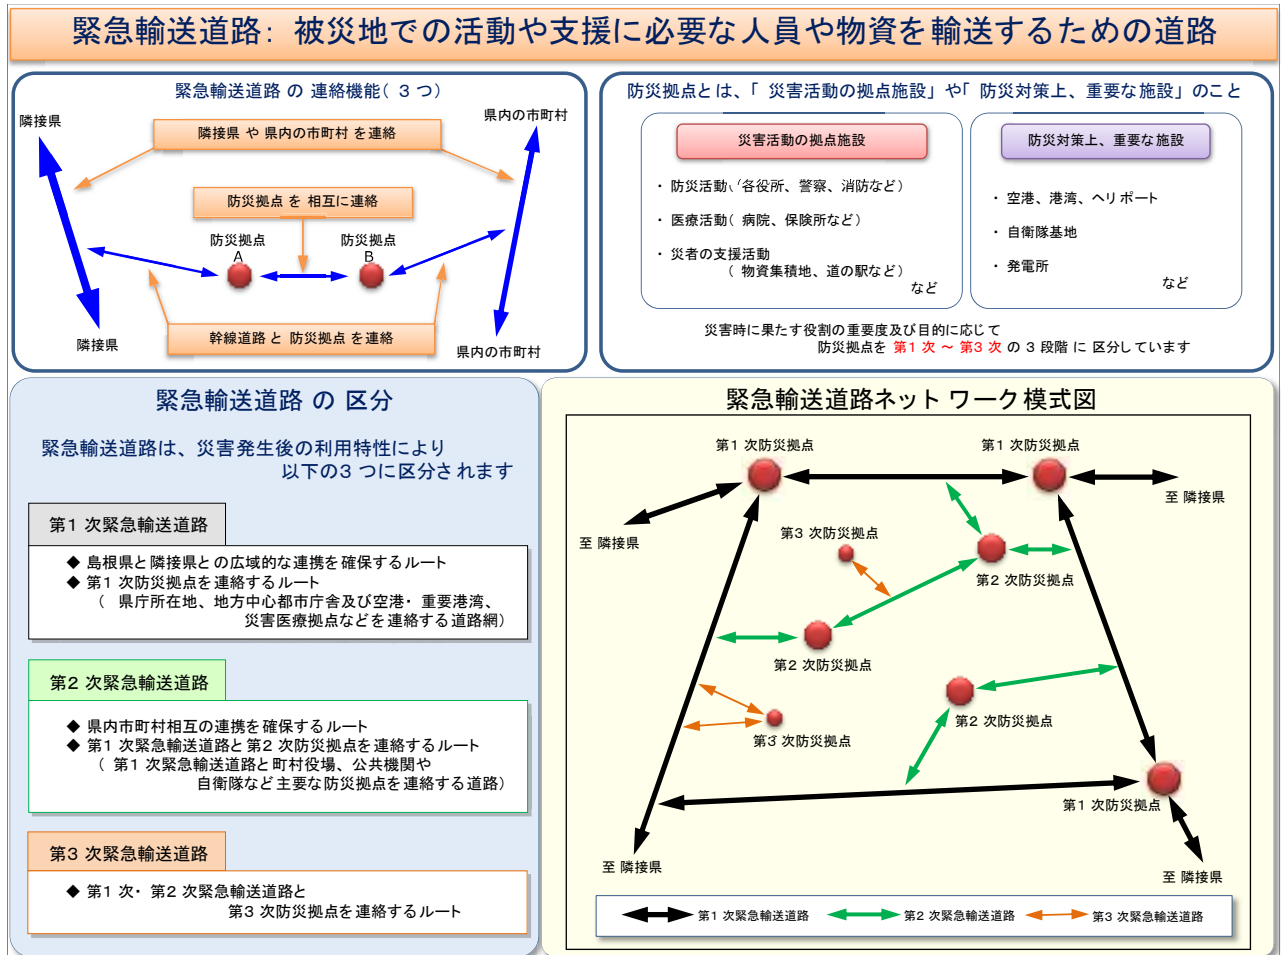 緊急輸送道路：被災地での活動や支援に必要な人員や物資を輸送するための道路
緊急輸送道路 の 連絡機能（３つ）
隣接県
県内の市町村
隣接県 や 県内の市町村 を連絡
防災拠点 を 相互に連絡
防災拠点
A
防災拠点
B
幹線道路 と 防災拠点 を連絡
隣接県
県内の市町村
防災拠点とは、「災害活動の拠点施設」や「防災対策上、重要な施設」のこと
災害活動の拠点施設
・ 防災活動（各役所、警察、消防など）
・ 医療活動（病院、保険所など）
・ 災者の支援活動
（物資集積地、道の駅など）
など
防災対策上、重要な施設
・ 空港、港湾、ヘリポート
・ 自衛隊基地
・ 発電所
など
災害時に果たす役割の重要度及び目的に応じて
防災拠点を 第1次 ～ 第3次 の 3 段階 に 区分しています
緊急輸送道路 の 区分
緊急輸送道路は、災害発生後の利用特性により
以下の3つに区分されます
第1次緊急輸送道路
◆ 島根県と隣接県との広域的な連携を確保するルート
◆ 第1次防災拠点を連絡するルート
（ 県庁所在地、地方中心都市庁舎及び空港・重要港湾、
災害医療拠点などを連絡する道路網）
第2次緊急輸送道路
◆ 県内市町村相互の連携を確保するルート
◆ 第1次緊急輸送道路と第2次防災拠点を連絡するルート
（ 第1次緊急輸送道路と町村役場、公共機関や
自衛隊など主要な防災拠点を連絡する道路）
第3次緊急輸送道路
◆ 第1次・第2次緊急輸送道路と
第3次防災拠点を連絡するルート
緊急輸送道路ネットワーク模式図
第1次防災拠点
第1次防災拠点
至 隣接県
至 隣接県
第3次防災拠点
第2次防災拠点
第2次防災拠点
第2次防災拠点
第3次防災拠点
第1次防災拠点
至 隣接県
至 隣接県
第1次緊急輸送道路
第2次緊急輸送道路
第3次緊急輸送道路